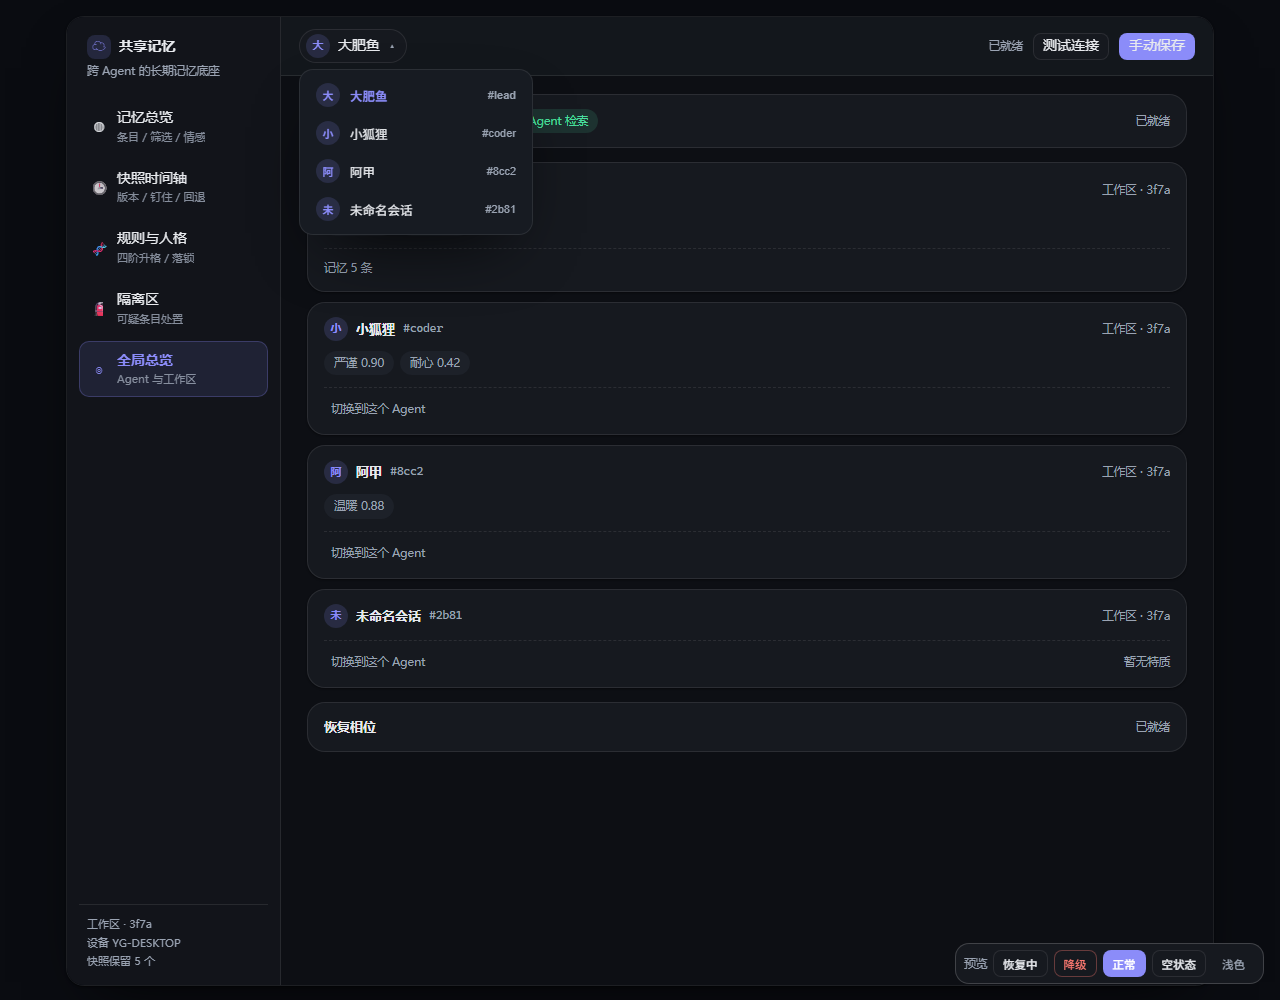 共享记忆
跨 Agent 的长期记忆底座
记忆总览
条目 / 筛选 / 情感
快照时间轴
版本 / 钉住 / 回退
规则与人格
四阶升格 / 落锁
隔离区
可疑条目处置
全局总览
Agent 与工作区
工作区 · 3f7a
设备 YG-DESKTOP
快照保留 5 个
大 大肥鱼
已就绪 测试连接 手动保存
大 大肥鱼 #lead
小 小狐狸 #coder
阿 阿甲 #8cc2
未 未命名会话 #2b81
Agent 检索 已就绪
工作区 · 3f7a
记忆 5 条
小 小狐狸 #coder 工作区 · 3f7a
严谨 0.90 耐心 0.42
切换到这个 Agent
阿 阿甲 #8cc2 工作区 · 3f7a
温暖 0.88
切换到这个 Agent
未 未命名会话 #2b81 工作区 · 3f7a
切换到这个 Agent 暂无特质
恢复相位 已就绪
预览 恢复中 降级 正常 空状态 浅色